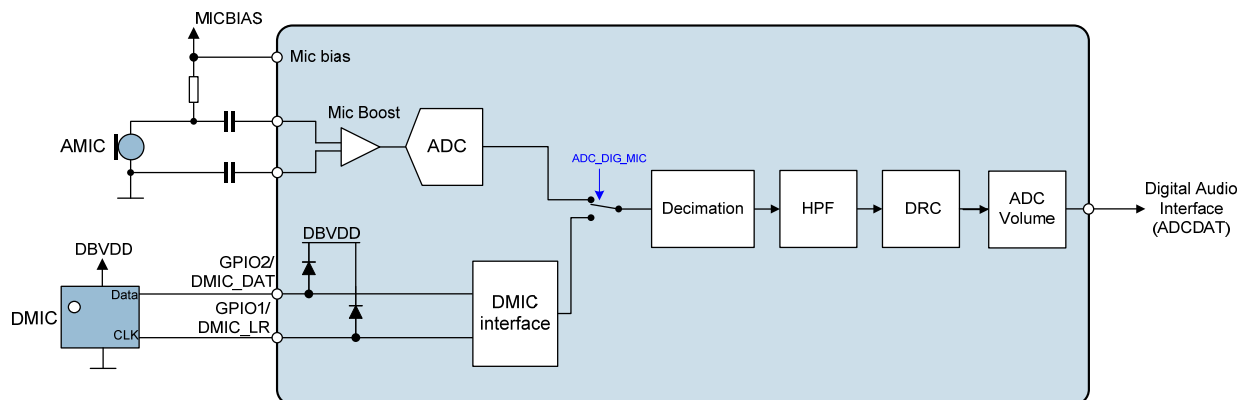 MICBIAS
Mic bias
Mic Boost
AMIC
ADC
ADC_DIG_MIC
Decimation
HPF
DRC
ADC
Volume
Digital Audio
Interface
(ADCDAT)
DBVDD
DBVDD
GPIO2/
DMIC_DAT
Data
GPIO1/
DMIC_LR
DMIC
CLK
DMIC
interface